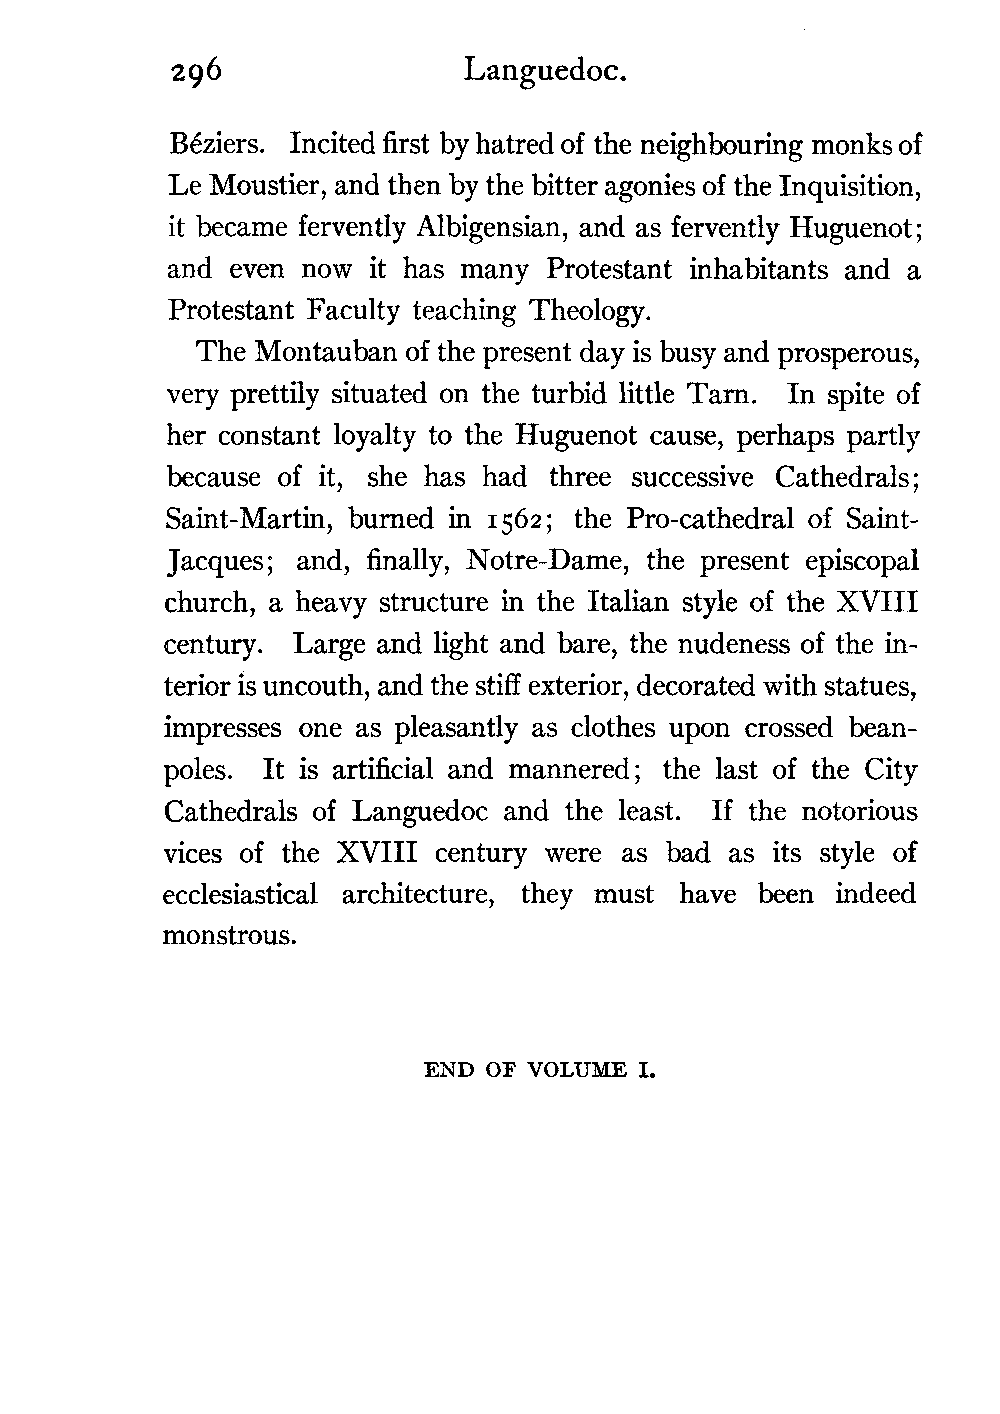 296 Languedoc.
Béziers. Incited first by hatred of the neighbouring monks of
Le Moustier, and then by the bitter agonies of the Inquisition,
it became fervently Albigensian, and as fervently Huguenot;
and even now it has many Protestant inhabitants and a
Protestant Faculty teaching Theology.
The Montauban of the present day is busy and prosperous,
very prettily situated on the turbid little Tarn. In spite of
her constant loyalty to the Huguenot cause, perhaps partly
because of it, she has had three successive Cathedrals;
Saint-Martin, burned in 1562; the Pro-cathedral of Saint-
Jacques; and, finally, Notre-Dame, the present episcopal
church, a heavy structure in the Italian style of the XVIII
century. Large and light and bare, the nudeness of the in-
terior is uncouth, and the stiff exterior, decorated with statues,
impresses one as pleasantly as clothes upon crossed bean-
poles. It is artificial and mannered; the last of the City
Cathedrals of Languedoc and the least. If the notorious
vices of the XVIII century were as bad as its style of
ecclesiastical architecture, they must have been indeed
monstrous.
END OF VOLUME I.